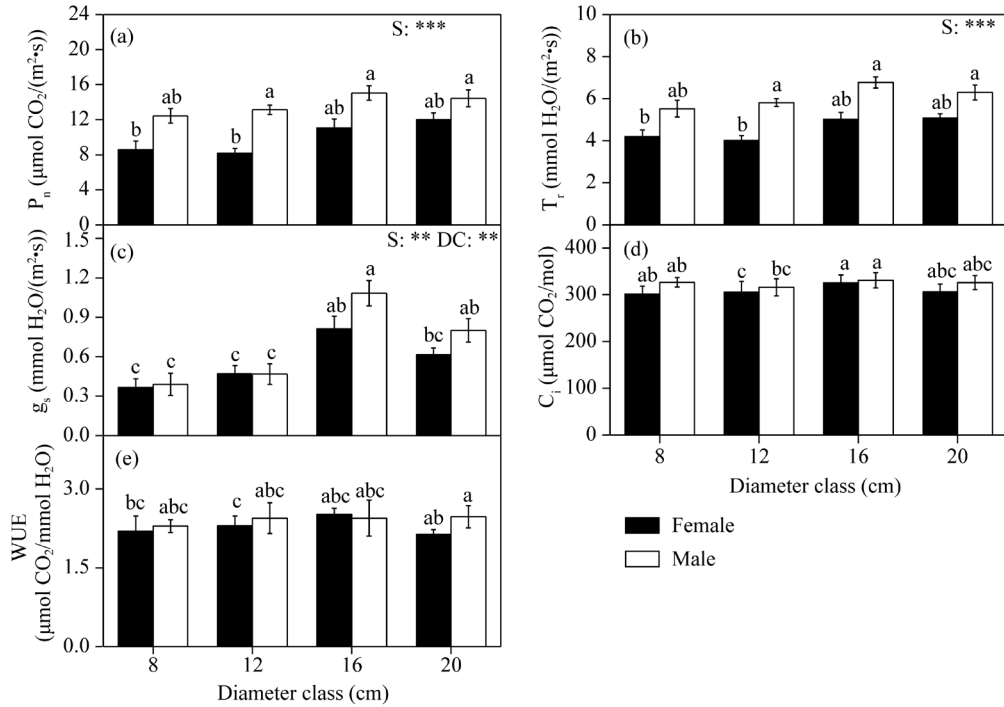 (a)
S: ***
24
20
16
12
8
4
0
Pn (μmol CO2/(m²•s))
b
ab
b
a
ab
a
ab
a
(b)
S: ***
10
8
6
4
2
0
Tr (mmol H2O/(m²•s))
b
ab
b
a
ab
a
ab
a
(c)
S: ** DC: **
1.5
1.2
0.9
0.6
0.3
0.0
gs (mmol H2O/(m²•s))
c
c
c
c
ab
a
bc
ab
(d)
400
300
200
100
0
Ci (μmol CO2/mol)
ab
ab
c
bc
a
a
abc
abc
8
12
16
20
Diameter class (cm)
(e)
3.0
1.5
0.0
WUE
(μmol CO2/mmol H2O)
bc
abc
c
abc
abc
abc
ab
a
8
12
16
20
Diameter class (cm)
Female
Male